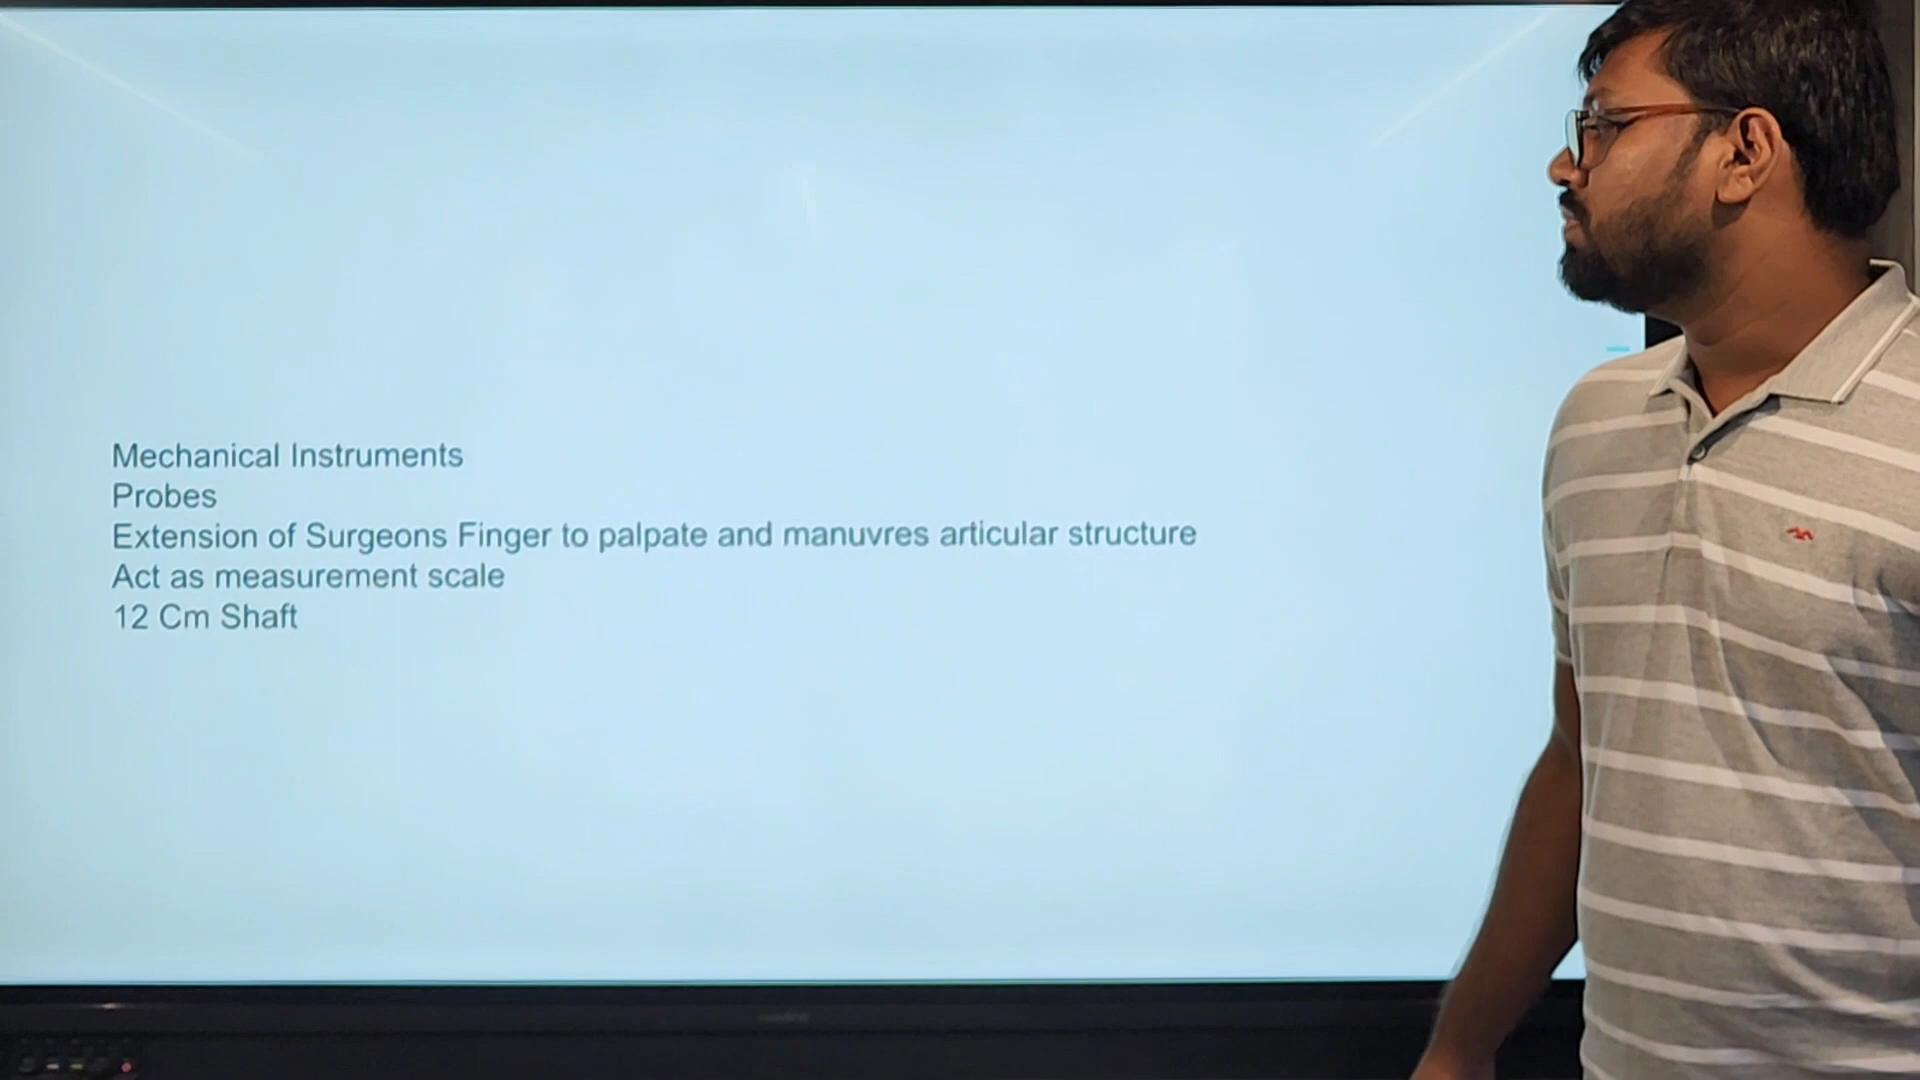 Mechanical Instruments
Probes
Extension of Surgeons Finger to palpate and manuvres articular structure
Act as measurement scale
12 Cm Shaft